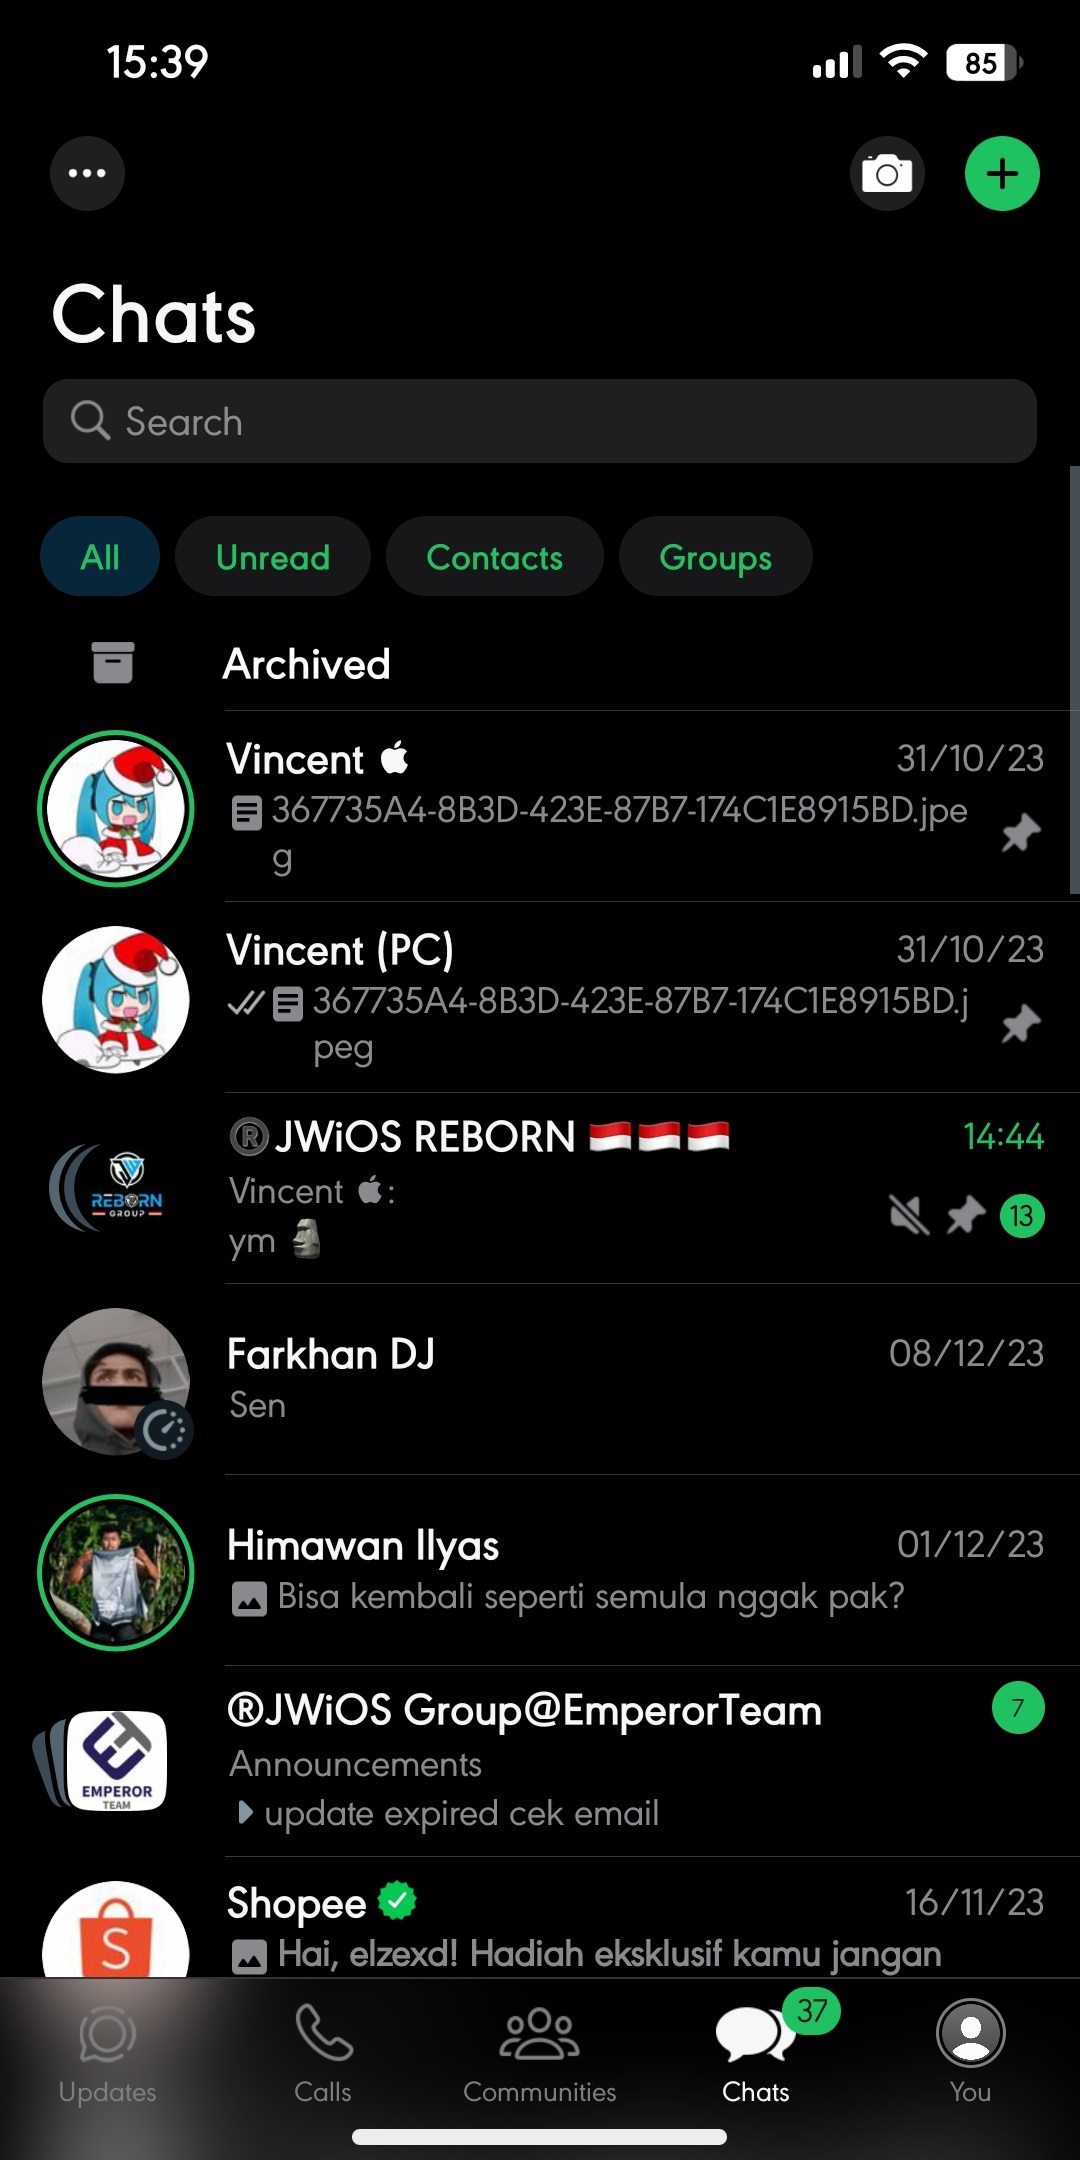 15:39
85
Chats
Search
All
Unread
Contacts
Groups
Archived
Vincent 
31/10/23
367735A4-8B3D-423E-87B7-174C1E8915BD.jpe
g
Vincent (PC)
31/10/23
367735A4-8B3D-423E-87B7-174C1E8915BD.j
peg
REBORN
GROUP
®️JWiOS REBORN 🇮🇩🇮🇩🇮🇩
14:44
Vincent :
ym 🗿
13
Farkhan DJ
08/12/23
Sen
Himawan Ilyas
01/12/23
Bisa kembali seperti semula nggak pak?
EMPEROR
TEAM
®JWiOS Group@EmperorTeam
7
Announcements
update expired cek email
S
Shopee
16/11/23
Hai, elzexd! Hadiah eksklusif kamu jangan
37
Updates
Calls
Communities
Chats
You